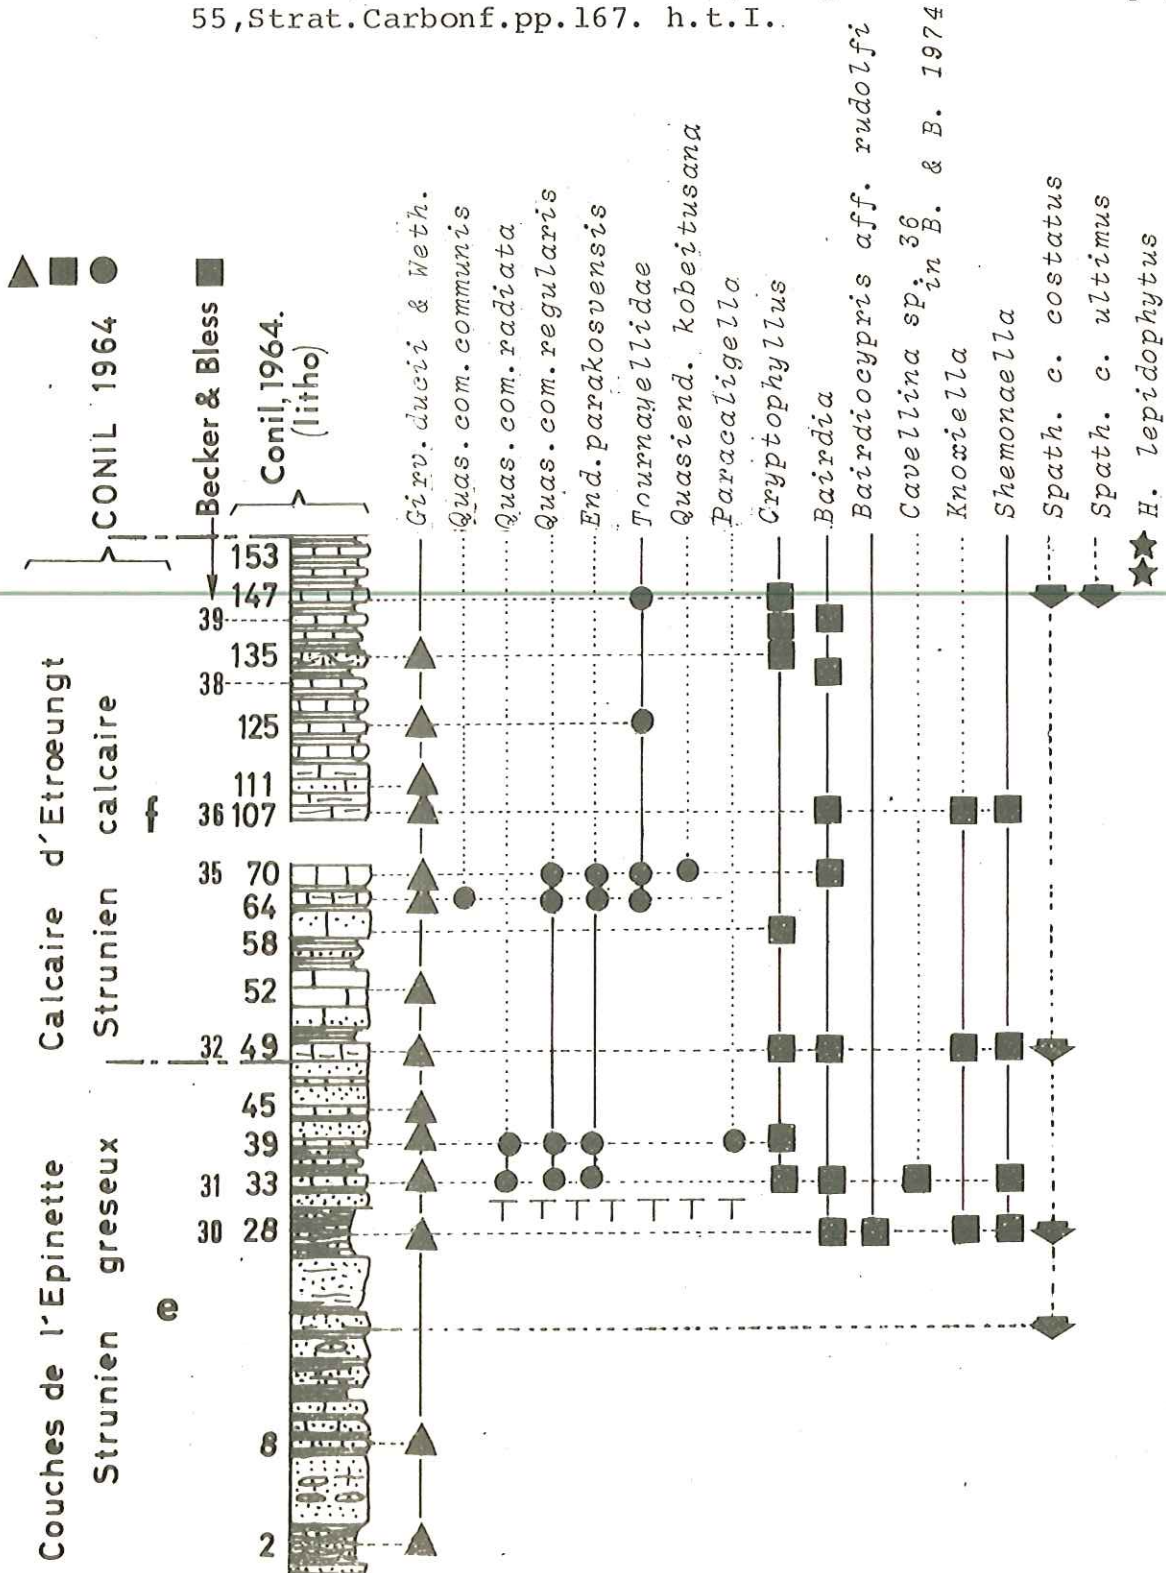 55,Strat.Carbonf.pp.167. h.t.I.
CONIL 1964
Becker & Bless
Conil, 1964.
(litho)
Girv. ducii & Weth.
Quas.com.communis
Quas.com.radiata
Quas.com.regularis
End.parakosvensis
Tournayellidae
Quasiend. kobeitusana
Paracaligella
Cryptophyllus
Bairdia
Bairdiocypris aff. rudolfi
Cavellina sp. 36
in B. & B. 1974
Knoxiella
Shemonaella
Spath. c. costatus
Spath. c. ultimus
H. lepidophytus
Calcaire d'Etrœungt
Strunien calcaire
f
Couches de l'Epinette
Strunien greseux
e
153
147
39
135
38
125
111
36 107
35 70
64
58
52
32 49
45
39
31 33
30 28
8
2